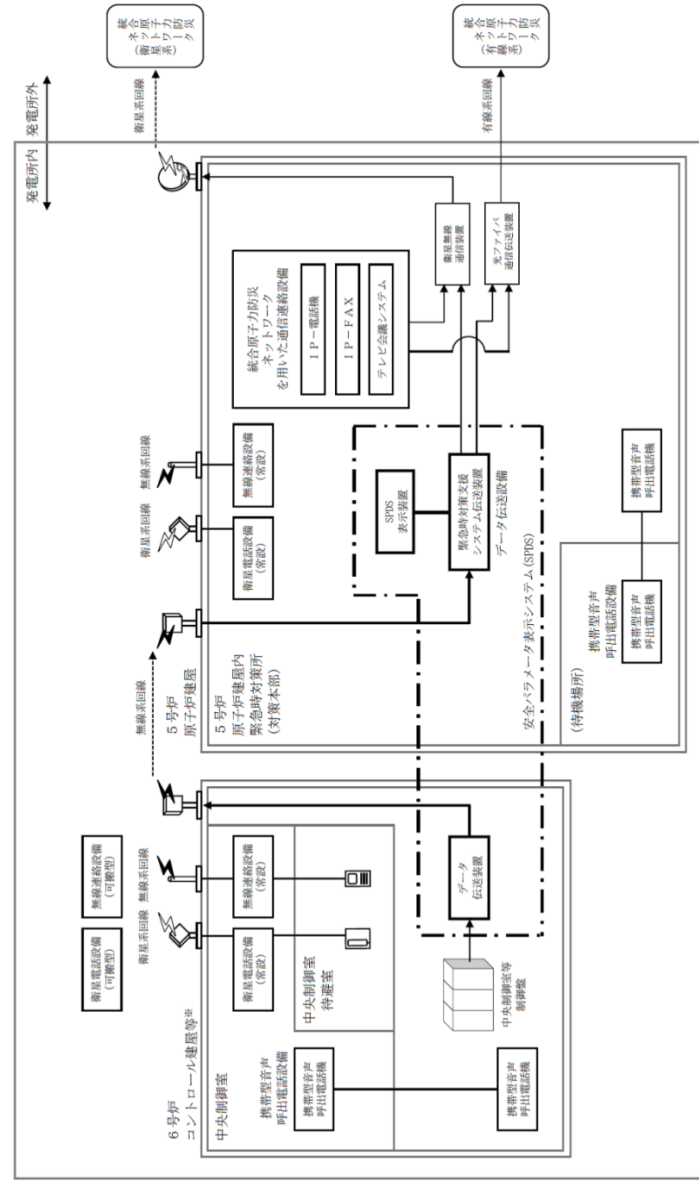 発電所内
発電所外
衛星系回線
統合原子力防災
ネットワーク
(衛星系)
有線系回線
統合原子力防災
ネットワーク
(有線系)
衛星電話設備
(可搬型)
無線連絡設備
(可搬型)
衛星系回線
無線系回線
無線系回線
衛星系回線
無線系回線
6号炉
コントロール建屋等※
中央制御室
携帯型音声
呼出電話設備
携帯型音声
呼出電話機
携帯型音声
呼出電話機
衛星電話設備
(常設)
無線連絡設備
(常設)
中央制御室
待避室
中央制御室等
制御盤
データ
伝送装置
5号炉
原子炉建屋
5号炉
原子炉建屋内
緊急時対策所
(対策本部)
衛星電話設備
(常設)
無線連絡設備
(常設)
統合原子力防災
ネットワーク
を用いた通信連絡設備
IP-電話機
IP-FAX
テレビ会議システム
衛星無線
通信装置
光ファイバ
通信伝送装置
SPDS
表示装置
緊急時対策支援
システム伝送装置
データ伝送設備
安全パラメータ表示システム(SPDS)
(待機場所)
携帯型音声
呼出電話設備
携帯型音声
呼出電話機
携帯型音声
呼出電話機